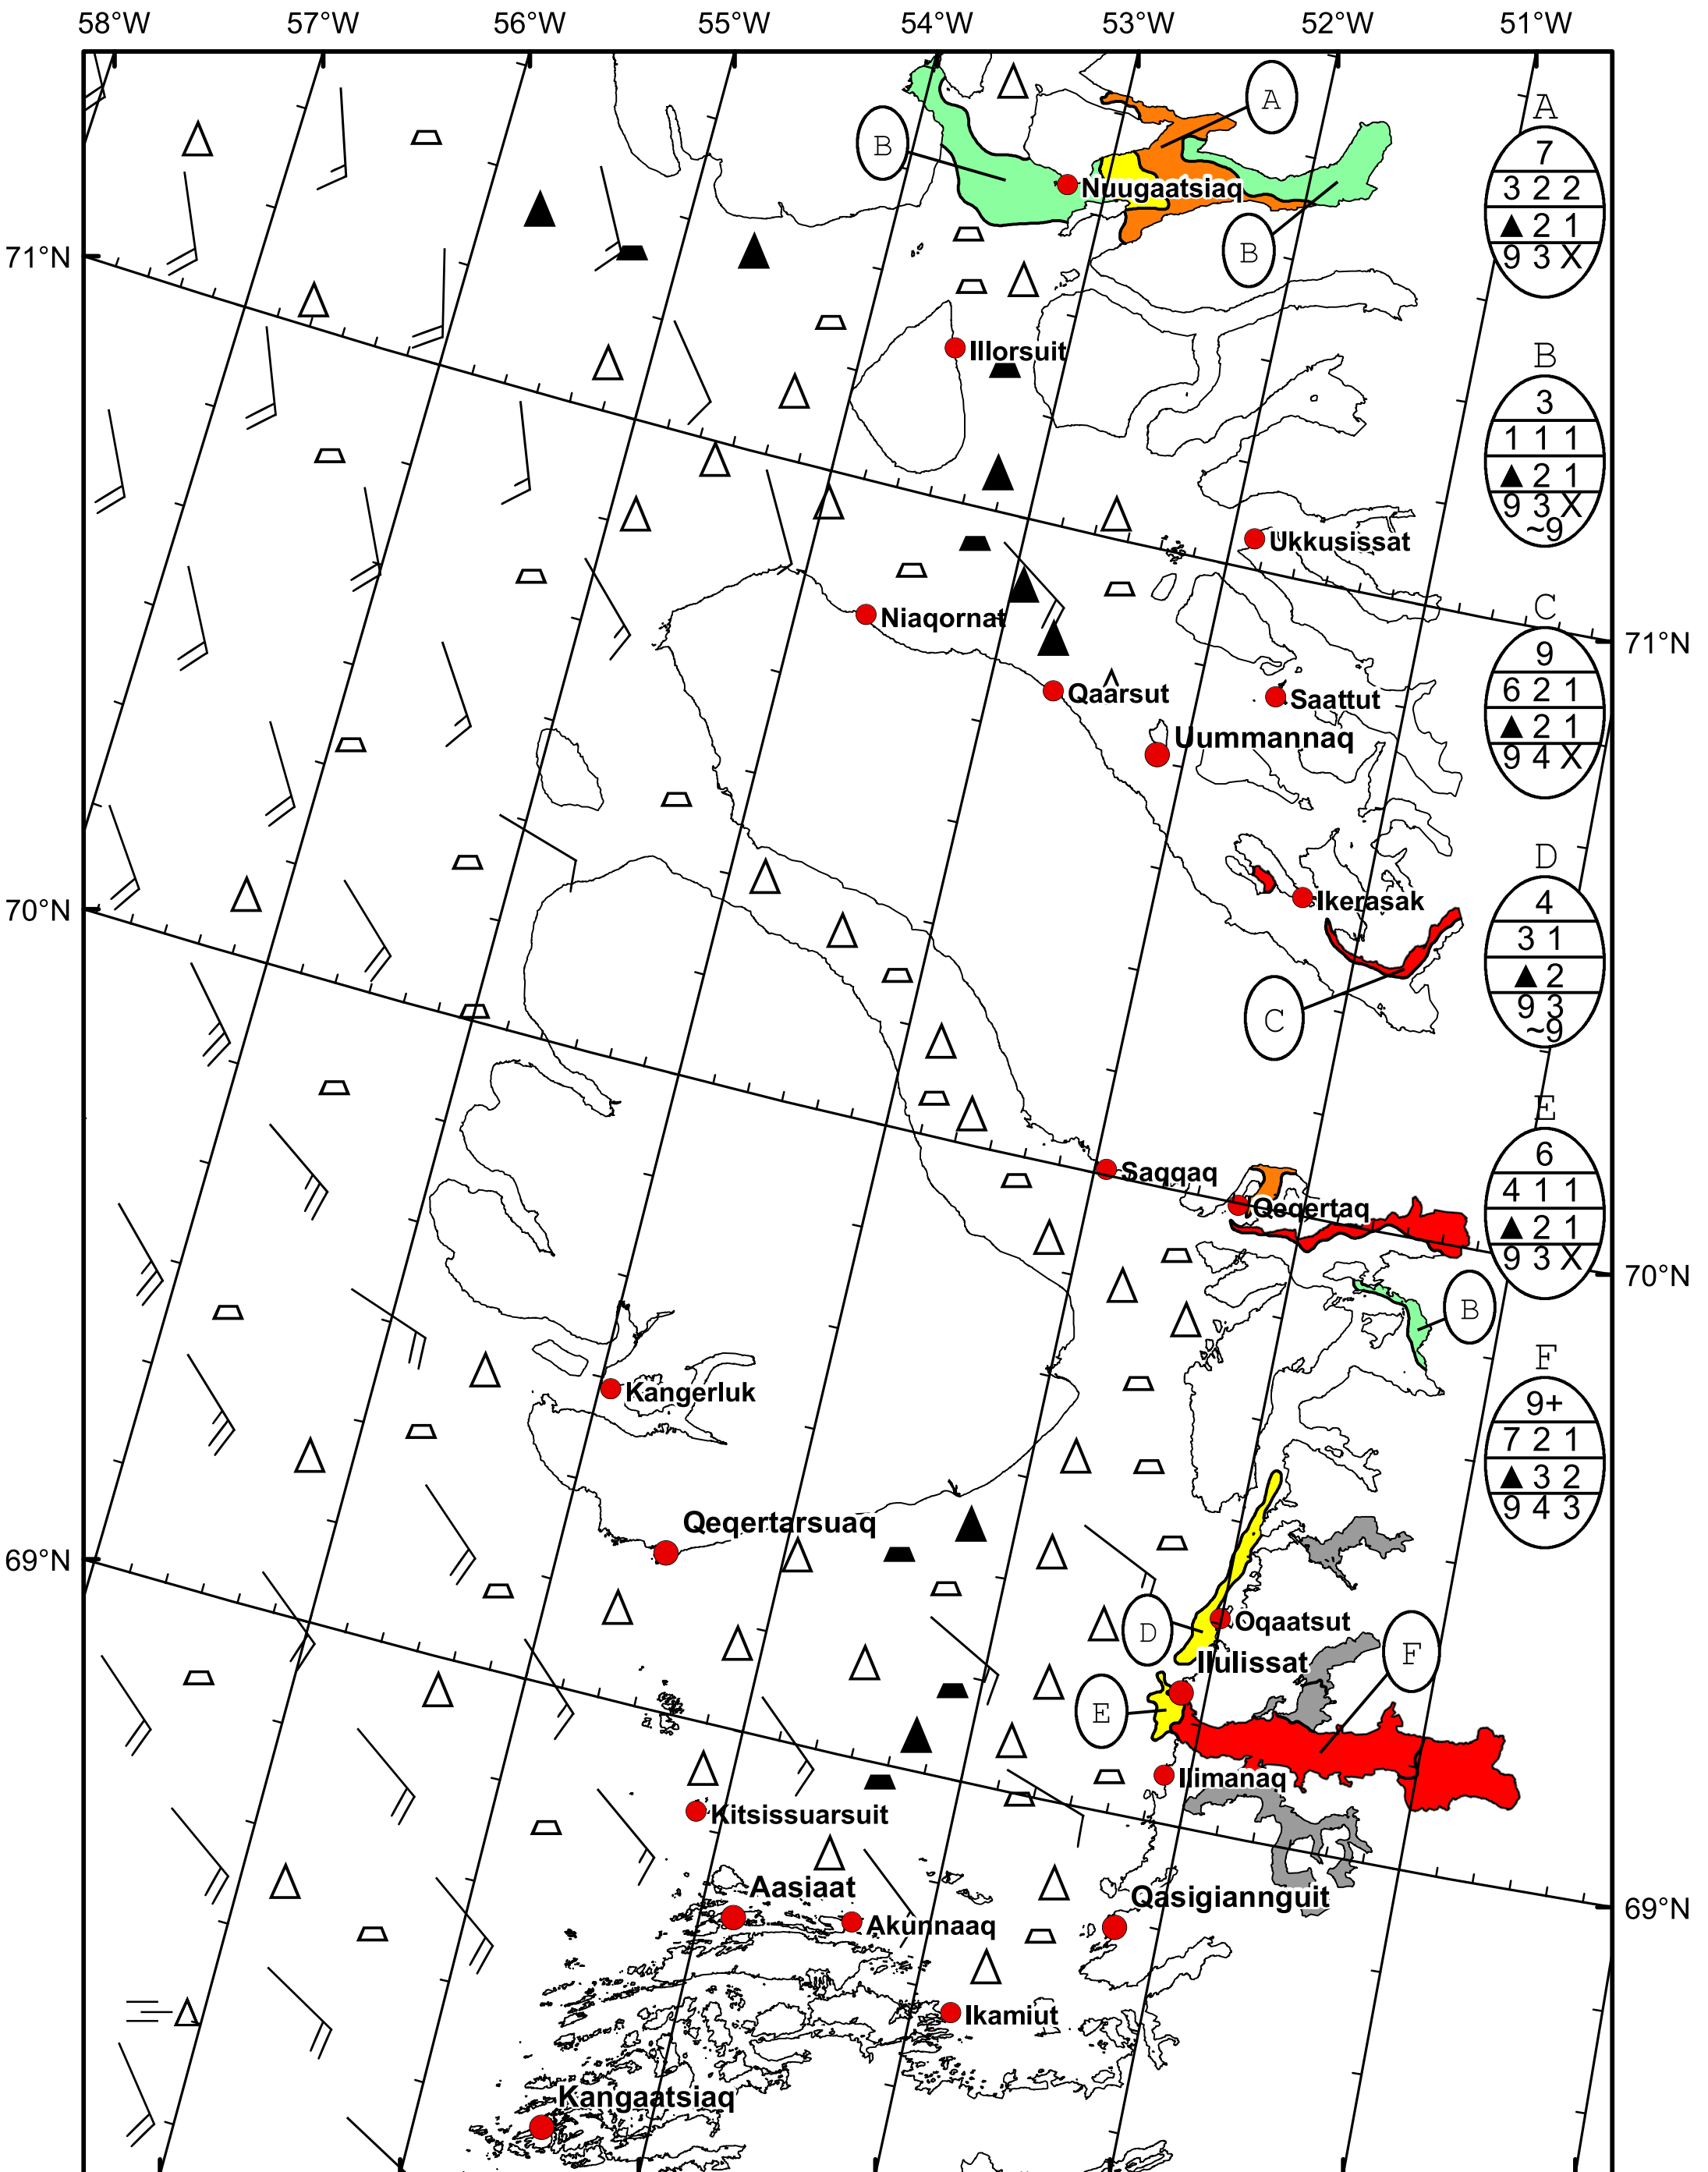 58°W 57°W 56°W 55°W 54°W 53°W 52°W 51°W
A
B
A
7
3 2 2
▲ 2 1
9 3 X
Nuugaatsiaq
B
71°N
Illorsuit
B
3
1 1 1
▲ 2 1
9 3 X
~9
Ukkusissat
Niaqornat
C
9
6 2 1
▲ 2 1
9 4 X
71°N
Qaarsut
Saattut
Uummannaq
D
4
3 1
▲ 2
9 3
~9
Ikerasak
70°N
C
E
6
4 1 1
▲ 2 1
9 3 X
Saqqaq
Qeqertaq
70°N
B
F
9+
7 2 1
▲ 3 2
9 4 3
Kangerluk
Qeqertarsuaq
69°N
D
Oqaatsut
F
Ilulissat
E
Ilimanaq
Kitsissuarsuit
Aasiaat
Qasigiannguit
69°N
Akunnaaq
Ikamiut
Kangaatsiaq